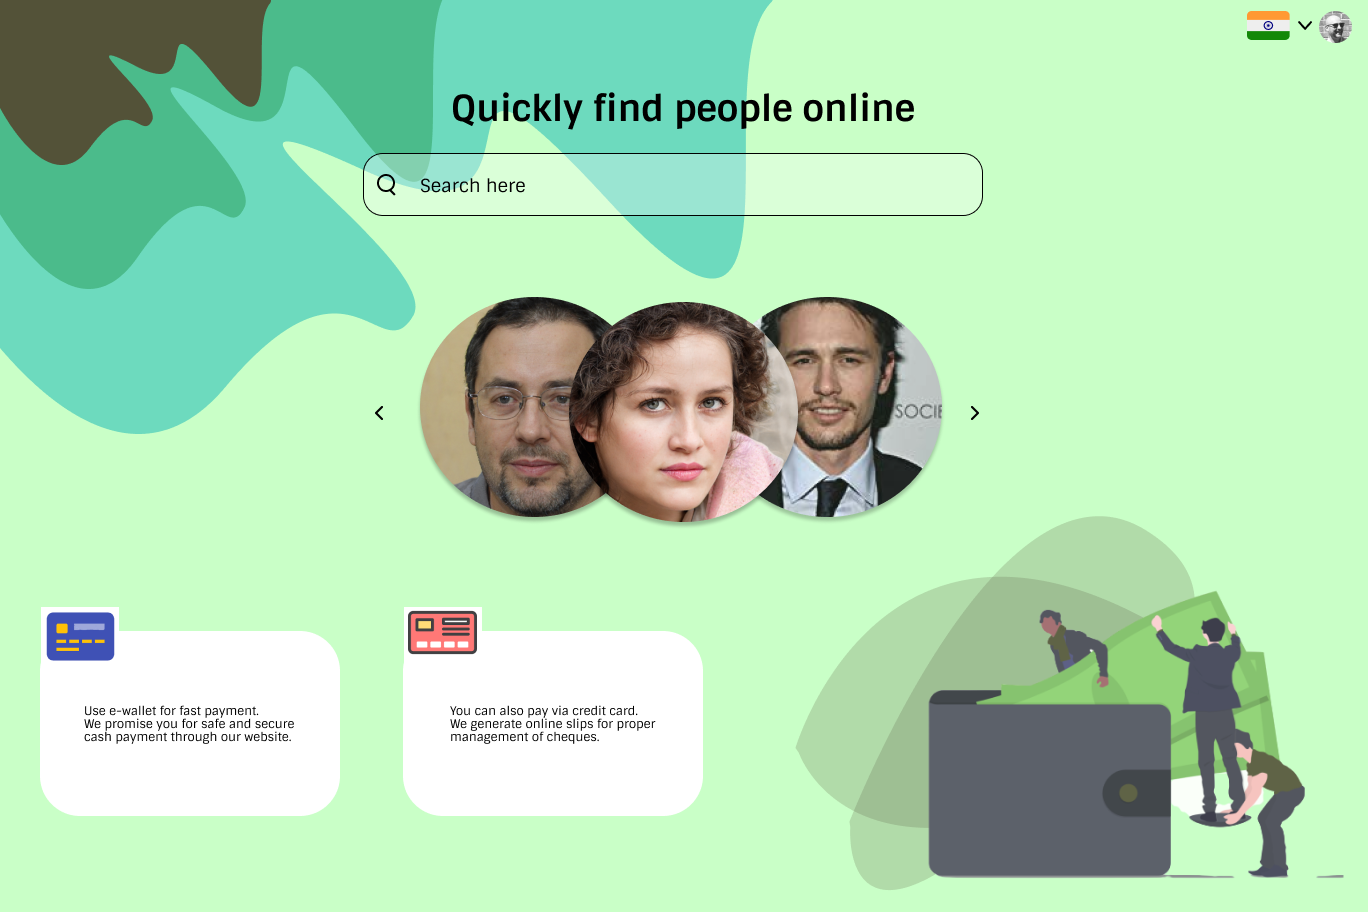 Quickly find people online
Search here
SOCIE
Use e-wallet for fast payment.
We promise you for safe and secure
cash payment through our website.
You can also pay via credit card.
We generate online slips for proper
management of cheques.